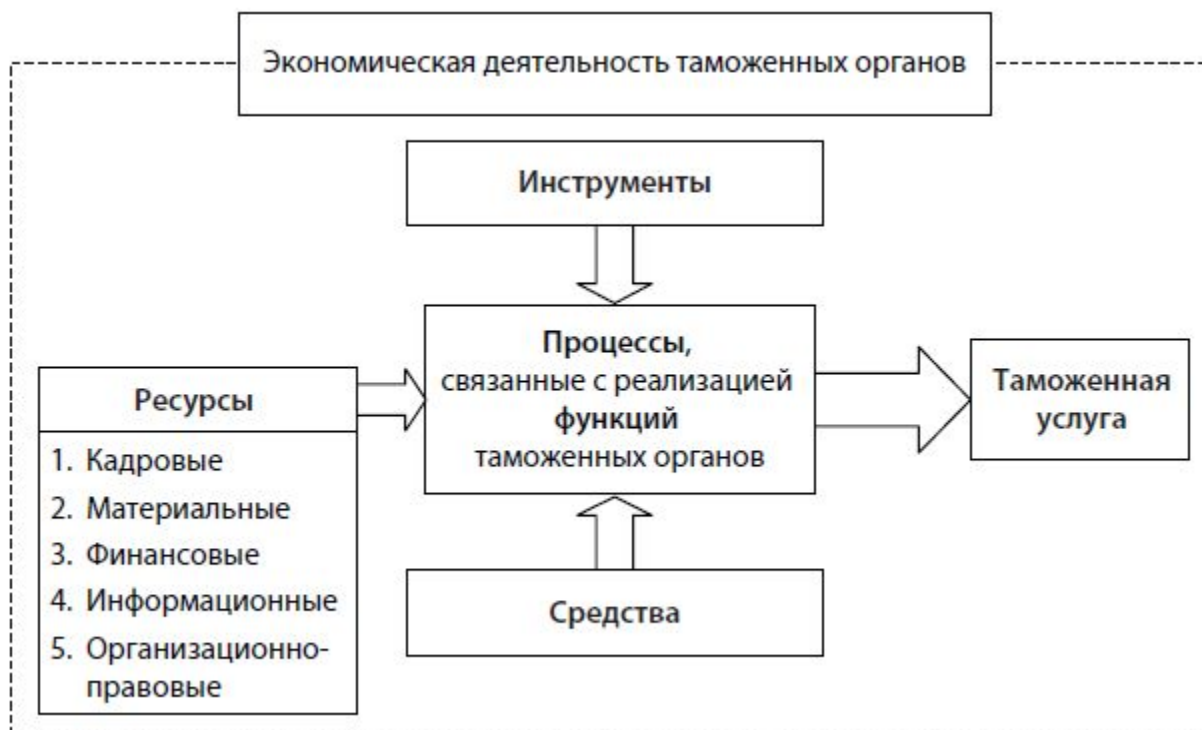 Экономическая деятельность таможенных органов
Инструменты
Процессы,
связанные с реализацией
функций
таможенных органов
Ресурсы
1. Кадровые
2. Материальные
3. Финансовые
4. Информационные
5. Организационно-
правовые
Таможенная
услуга
Средства